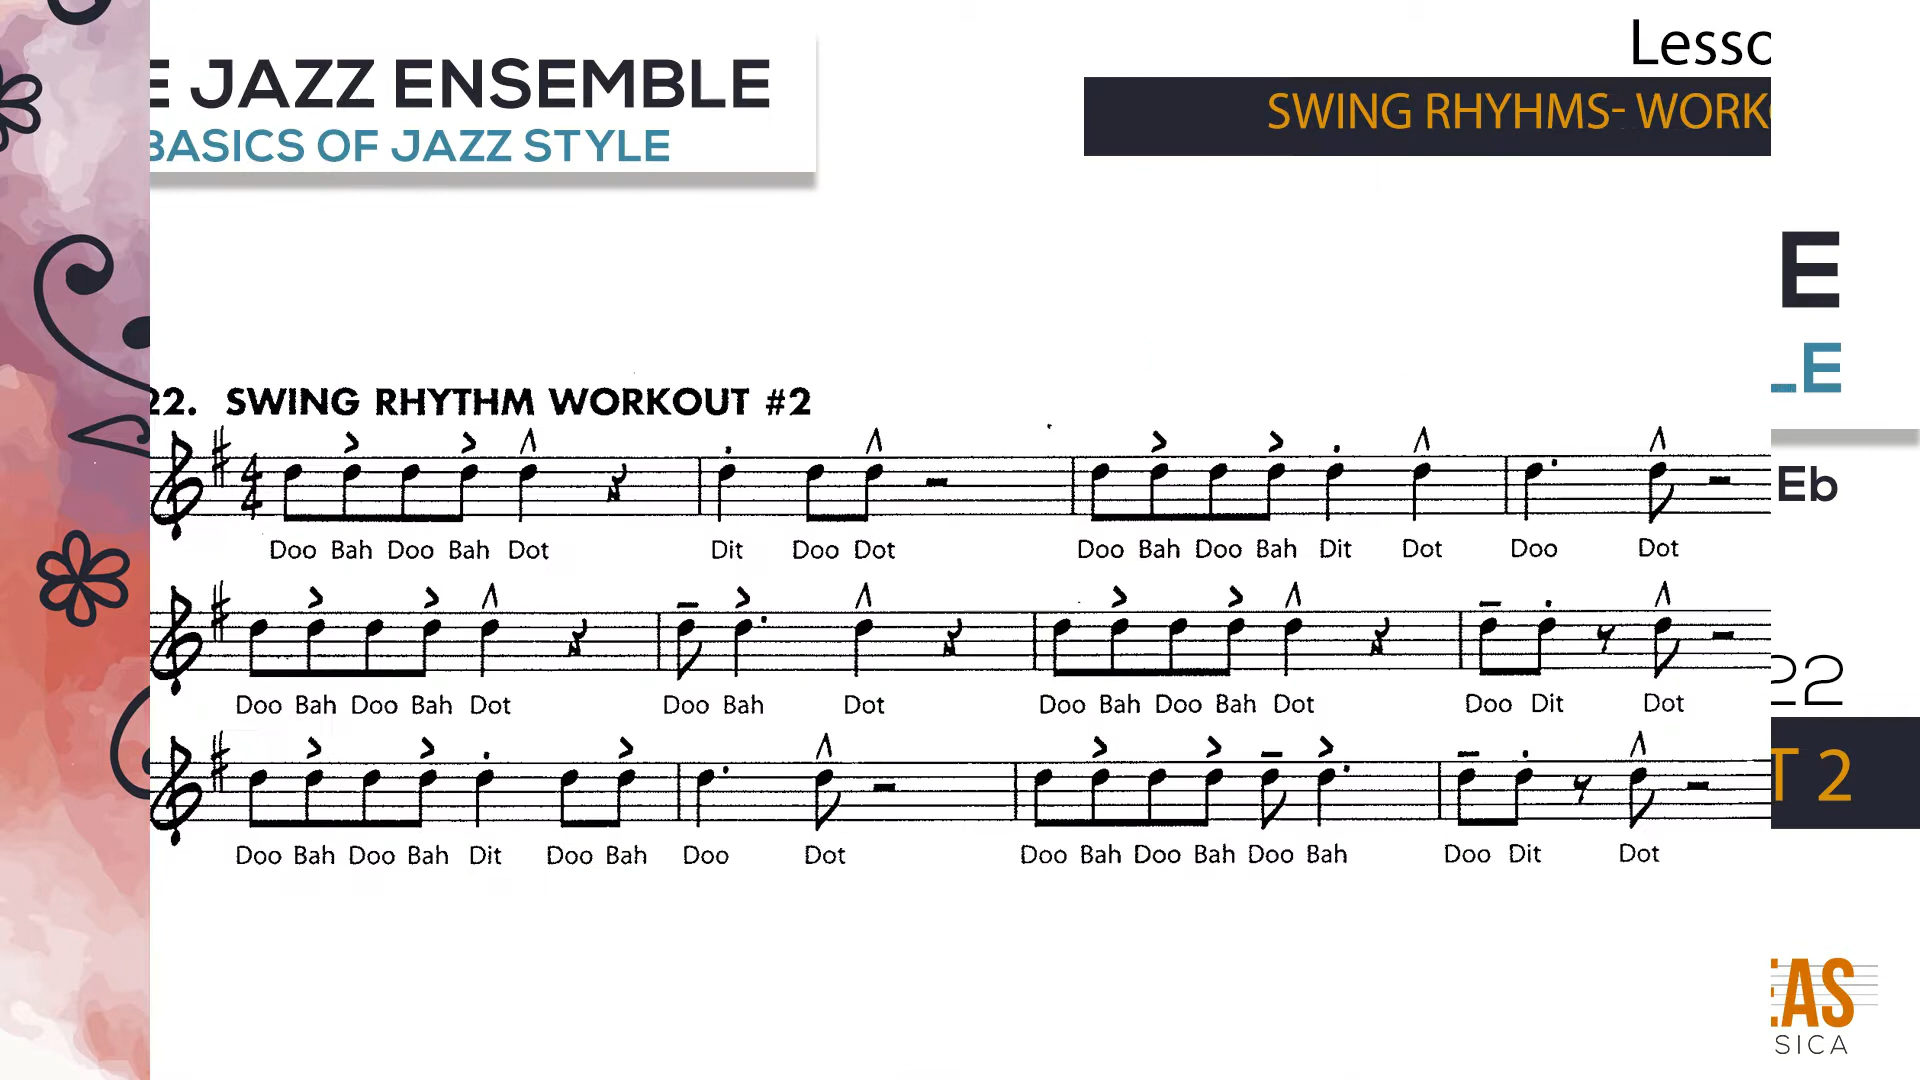 E JAZZ ENSEMBLE
BASICS OF JAZZ STYLE
Lesso
SWING RHYHMS- WORK
E
LE
Eb
22. SWING RHYTHM WORKOUT #2
Doo Bah Doo Bah Dot Dit Doo Dot Doo Bah Doo Bah Dit Dot Doo Dot
Doo Bah Doo Bah Dot Doo Bah Dot Doo Bah Doo Bah Dot Doo Dit Dot
22
T 2
Doo Bah Doo Bah Dit Doo Bah Doo Dot Doo Bah Doo Bah Doo Bah Doo Dit Dot
EAS
SICA